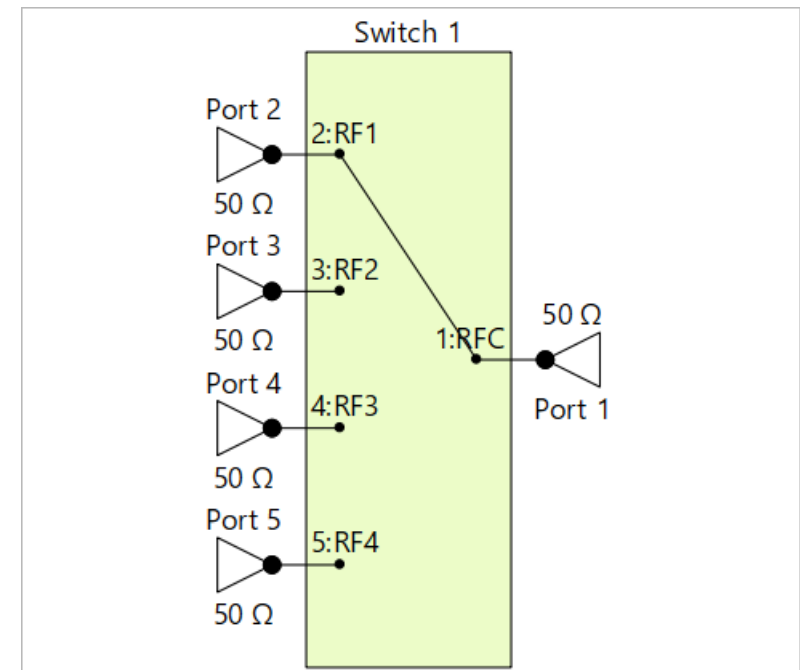 Switch 1
Port 2
2:RF1
50 Ω
Port 3
3:RF2
50 Ω
1:RFC
50 Ω
Port 1
Port 4
4:RF3
50 Ω
Port 5
5:RF4
50 Ω